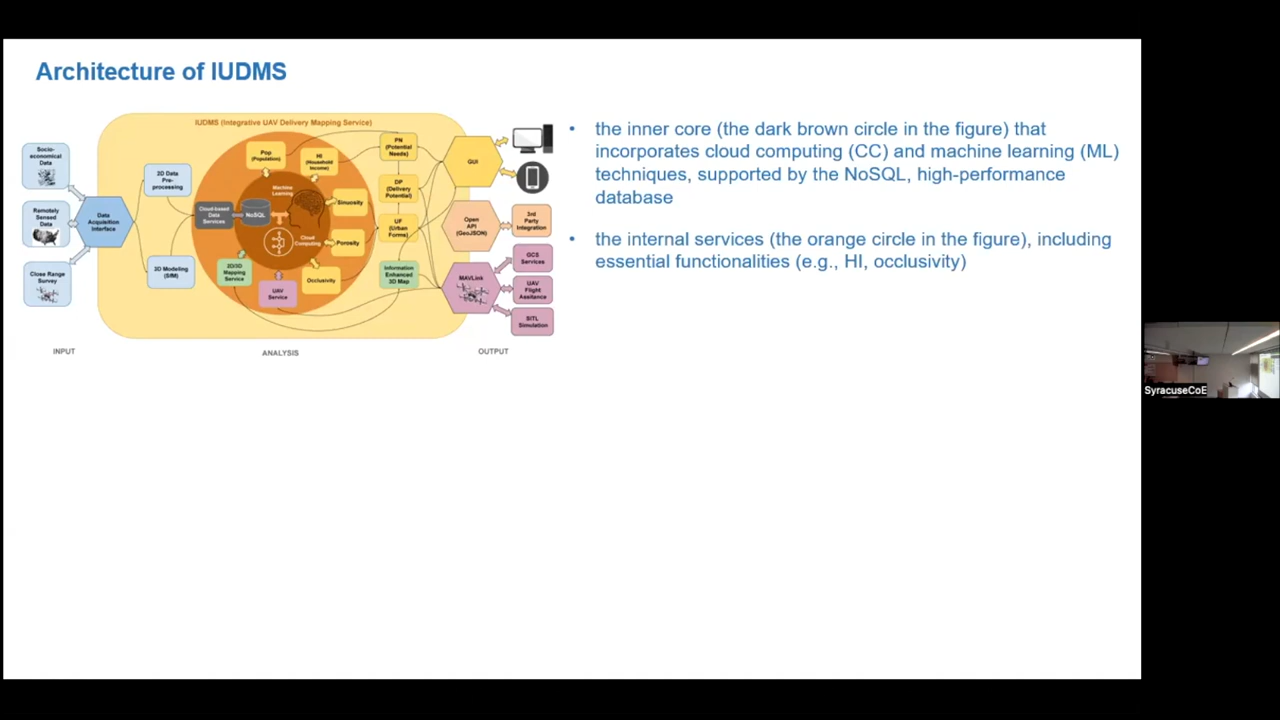 Architecture of IUDMS
IUDMS (Integrative UAV Delivery Mapping Service)
Socio-
economical
Data
Remotely
Sensed
Data
Close Range
Survey
Data
Acquisition
Interface
2D Data
Pre-
processing
3D Modeling
(SfM)
Pop
(Population)
HI
(Household
Income)
Machine
Learning
Cloud-based
Data
Services
NoSQL
Cloud
Computing
Sinuosity
Porosity
Occlusivity
2D/3D
Mapping
Service
UAV
Service
PN
(Potential
Needs)
DP
(Delivery
Potential)
UF
(Urban
Forms)
Information
Enhanced
3D Map
GUI
Open
API
(GeoJSON)
MAVLink
3rd
Party
Integration
GCS
Services
UAV
Flight
Assitance
SITL
Simulation
INPUT
ANALYSIS
OUTPUT
• the inner core (the dark brown circle in the figure) that
incorporates cloud computing (CC) and machine learning (ML)
techniques, supported by the NoSQL, high-performance
database
• the internal services (the orange circle in the figure), including
essential functionalities (e.g., HI, occlusivity)
SyracuseCoE